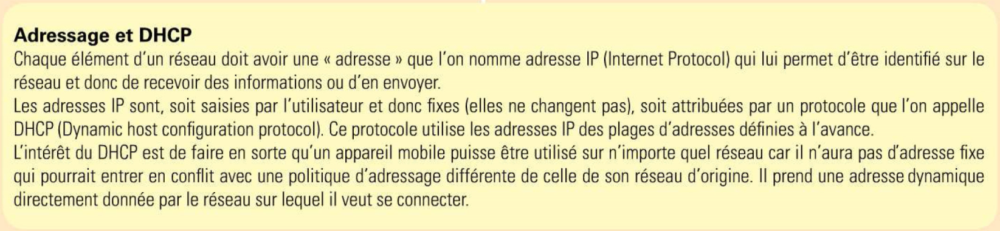 Adressage et DHCP
Chaque élément d'un réseau doit avoir une « adresse » que l'on nomme adresse IP (Internet Protocol) qui lui permet d'être identifié sur le
réseau et donc de recevoir des informations ou d'en envoyer.
Les adresses IP sont, soit saisies par l'utilisateur et donc fixes (elles ne changent pas), soit attribuées par un protocole que l'on appelle
DHCP (Dynamic host configuration protocol). Ce protocole utilise les adresses IP des plages d'adresses définies à l'avance.
L'intérêt du DHCP est de faire en sorte qu'un appareil mobile puisse être utilisé sur n'importe quel réseau car il n'aura pas d'adresse fixe
qui pourrait entrer en conflit avec une politique d'adressage différente de celle de son réseau d'origine. Il prend une adresse dynamique
directement donnée par le réseau sur lequel il veut se connecter.